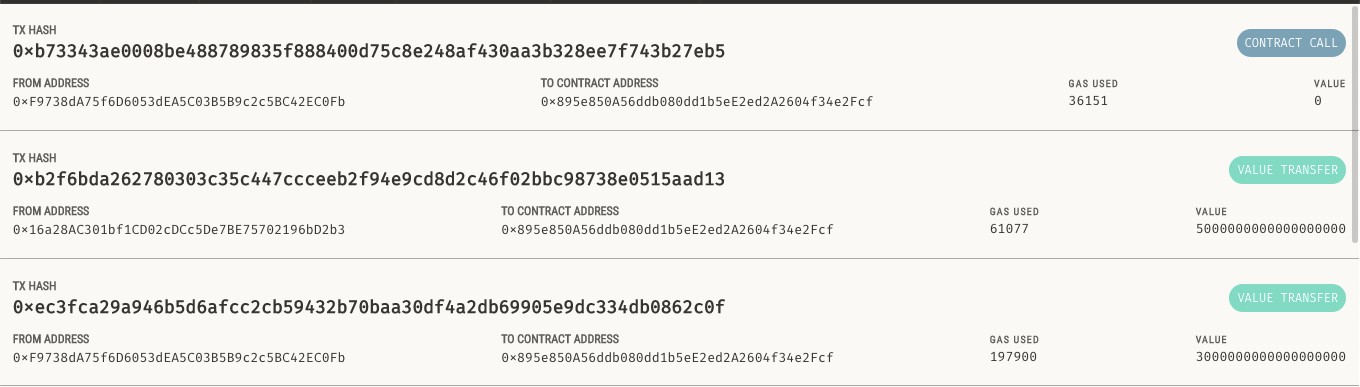 TX HASH
0×b73343ae0008be488789835f888400d75c8e248af430aa3b328ee7f743b27eb5
CONTRACT CALL
FROM ADDRESS TO CONTRACT ADDRESS GAS USED VALUE
0×F9738dA75f6D6053dEA5C03B5B9c2c5BC42EC0Fb 0×895e850A56ddb080dd1b5eE2ed2A2604f34e2Fcf 36151 0
TX HASH
0×b2f6bda262780303c35c447ccceeb2f94e9cd8d2c46f02bbc98738e0515aad13
VALUE TRANSFER
FROM ADDRESS TO CONTRACT ADDRESS GAS USED VALUE
0×16a28AC301bf1CD02cDCc5De7BE75702196bD2b3 0×895e850A56ddb080dd1b5eE2ed2A2604f34e2Fcf 61077 5000000000000000000
TX HASH
0×ec3fca29a946b5d6afcc2cb59432b70baa30df4a2db69905e9dc334db0862c0f
VALUE TRANSFER
FROM ADDRESS TO CONTRACT ADDRESS GAS USED VALUE
0×F9738dA75f6D6053dEA5C03B5B9c2c5BC42EC0Fb 0×895e850A56ddb080dd1b5eE2ed2A2604f34e2Fcf 197900 3000000000000000000